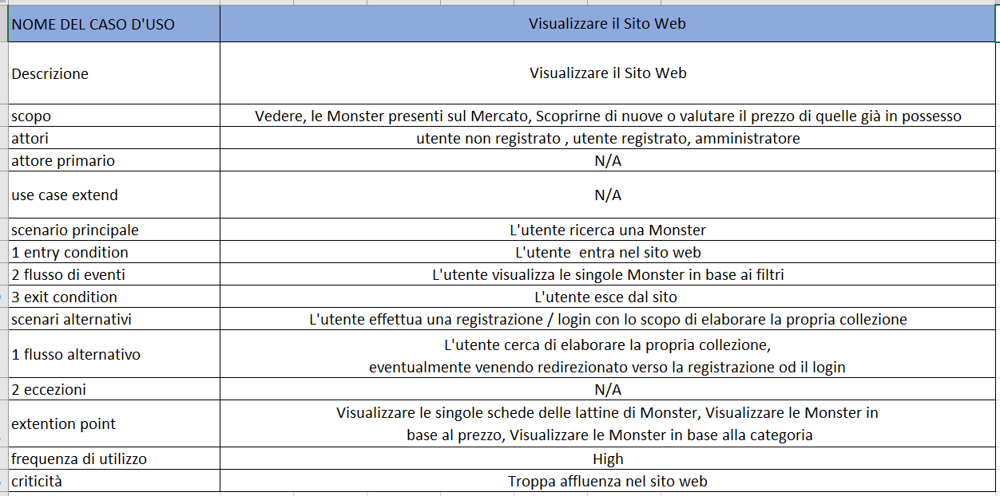 NOME DEL CASO D'USO Visualizzare il Sito Web
Descrizione Visualizzare il Sito Web
scopo Vedere, le Monster presenti sul Mercato, Scoprirne di nuove o valutare il prezzo di quelle già in possesso
attori utente non registrato , utente registrato, amministratore
attore primario N/A
use case extend N/A
scenario principale L'utente ricerca una Monster
1 entry condition L'utente  entra nel sito web
2 flusso di eventi L'utente visualizza le singole Monster in base ai filtri
3 exit condition L'utente esce dal sito
scenari alternativi L'utente effettua una registrazione / login con lo scopo di elaborare la propria collezione
1 flusso alternativo L'utente cerca di elaborare la propria collezione,
eventualmente venendo redirezionato verso la registrazione od il login
2 eccezioni N/A
extention point Visualizzare le singole schede delle lattine di Monster, Visualizzare le Monster in
base al prezzo, Visualizzare le Monster in base alla categoria
frequenza di utilizzo High
criticità Troppa affluenza nel sito web